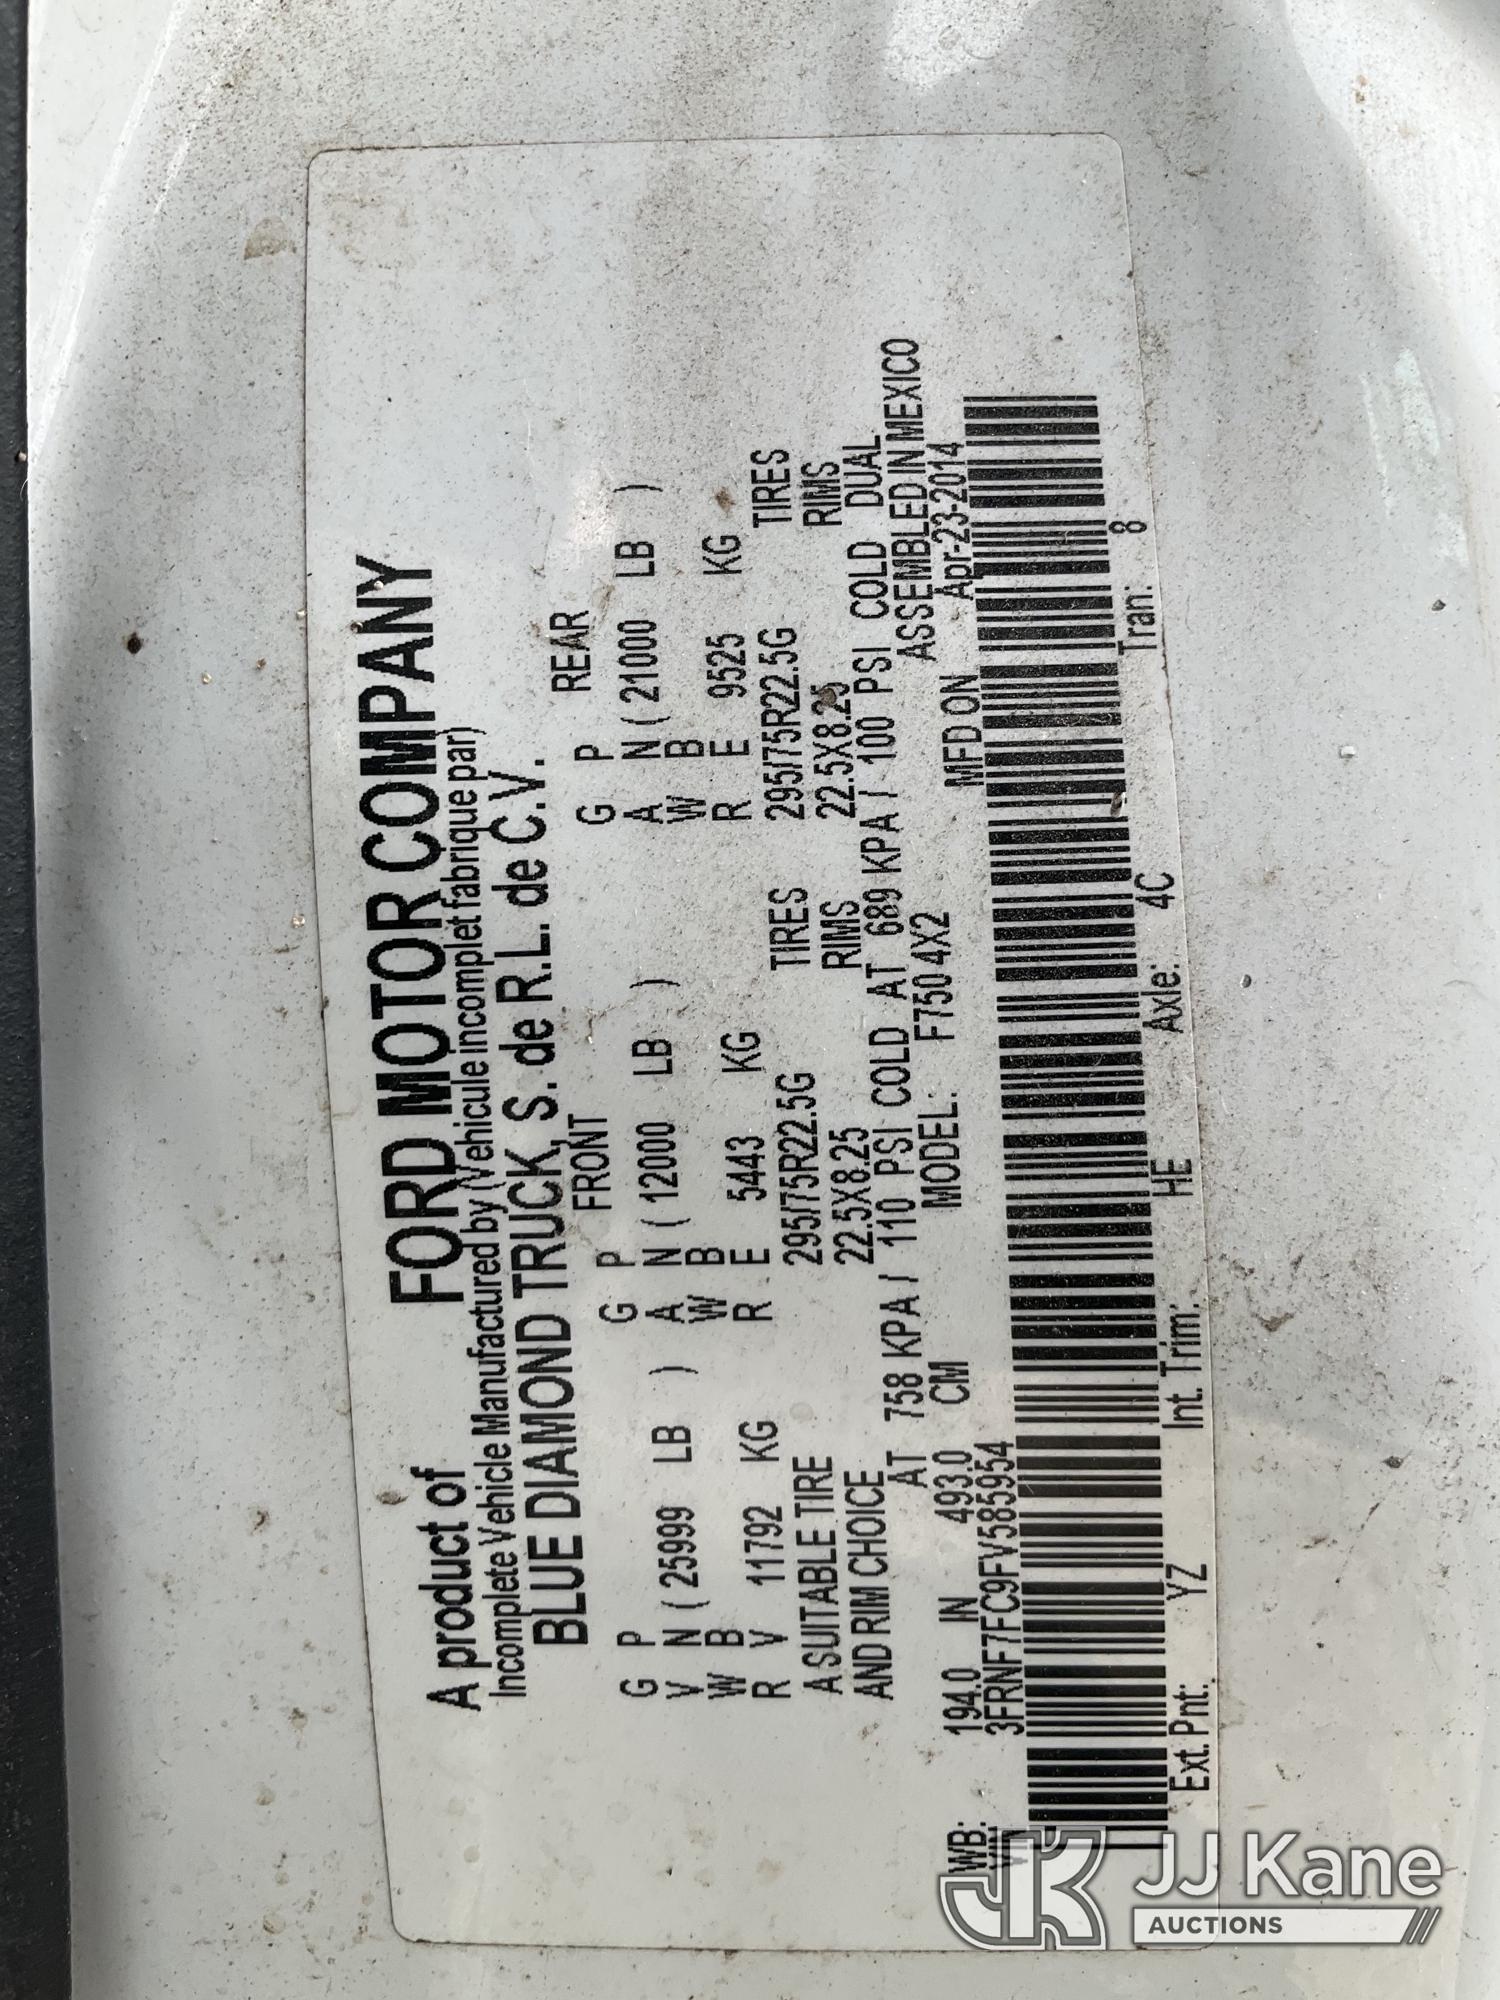 A product of FORD MOTOR COMPANY
Incomplete Vehicle Manufactured by (Vehicule incomplet fabrique par)
BLUE DIAMOND TRUCK, S. de R.L. de C.V.
FRONT REAR
G P G P G P
V N ( 25999 LB ) A N ( 12000 LB ) A N ( 21000 LB )
W B W B W B
R V 11792 KG R E 5443 KG R E 9525 KG
A SUITABLE TIRE 295/75R22.5G TIRES 295/75R22.5G TIRES
AND RIM CHOICE 22.5X8.25 RIMS 22.5X8.25 RIMS
AT 758 KPA / 110 PSI COLD AT 689 KPA / 100 PSI COLD DUAL
ASSEMBLED IN MEXICO
WB: 194.0 IN 493.0 CM MODEL: F750 4X2 MFD ON Apr-23-2014
VIN 3FRNF7FC9FV585954
Ext. Pnt: YZ Int. Trim: HE Axle: 4C Tran: 8
JJ Kane
AUCTIONS